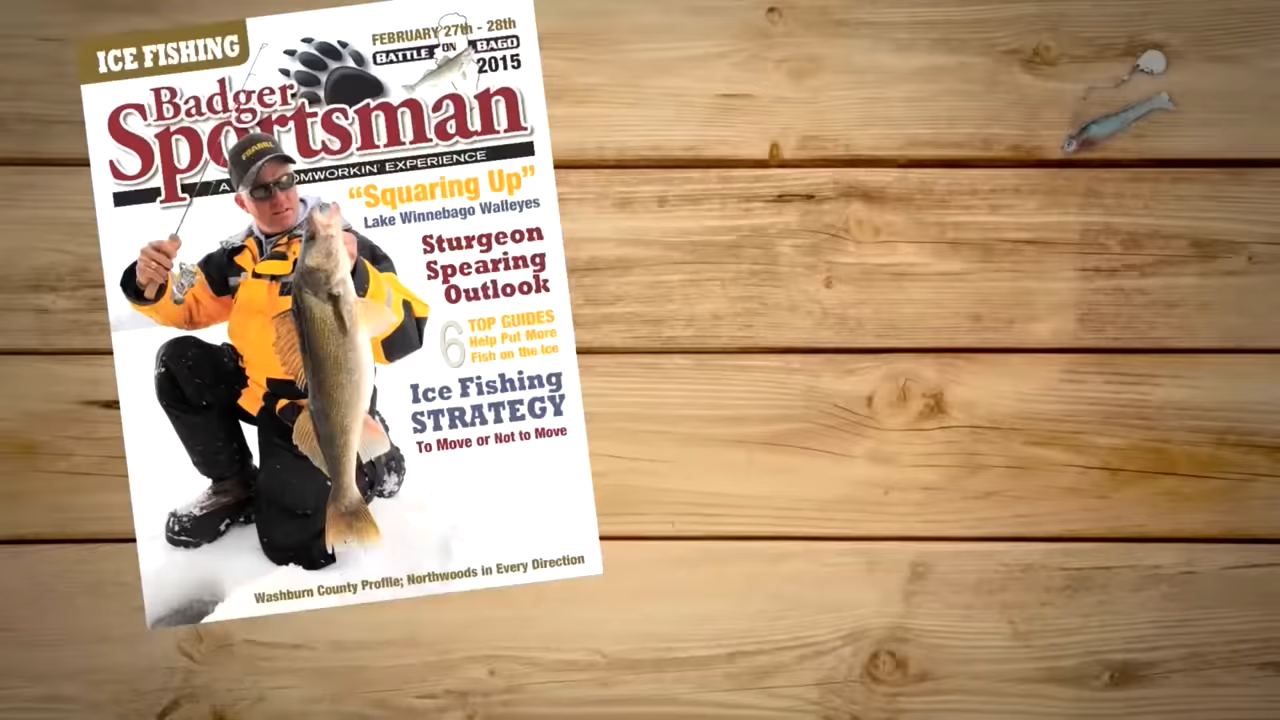 ICE FISHING
FEBRUARY 27th - 28th
BATTLE ON BAGO
2015
Badger
Sportsman
FRABILL
EXPERIENCE
"Squaring Up"
Lake Winnebago Walleyes
Sturgeon
Spearing
Outlook
6
TOP GUIDES
Help Put More
Fish on the Ice
Ice Fishing
STRATEGY
To Move or Not to Move
Washburn County Profile; Northwoods in Every Direction